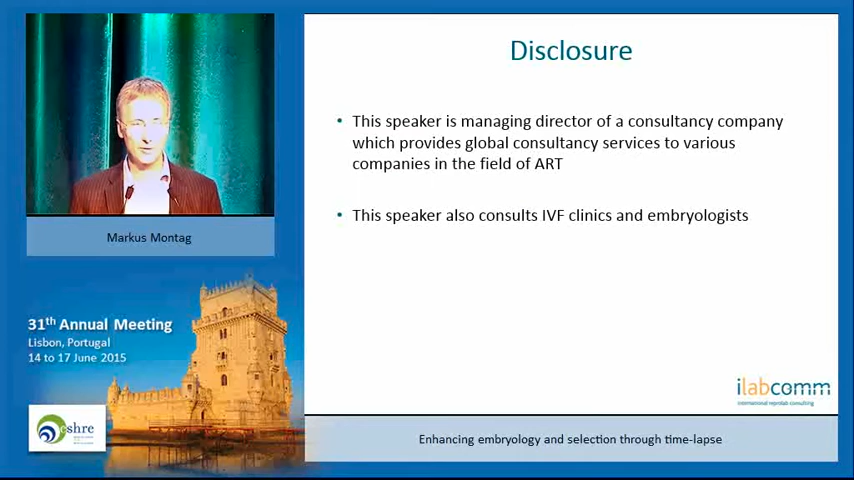 Disclosure
• This speaker is managing director of a consultancy company
which provides global consultancy services to various
companies in the field of ART
• This speaker also consults IVF clinics and embryologists
Markus Montag
31th Annual Meeting
Lisbon, Portugal
14 to 17 June 2015
eshre
ilabcomm
international reprolab consulting
Enhancing embryology and selection through time-lapse